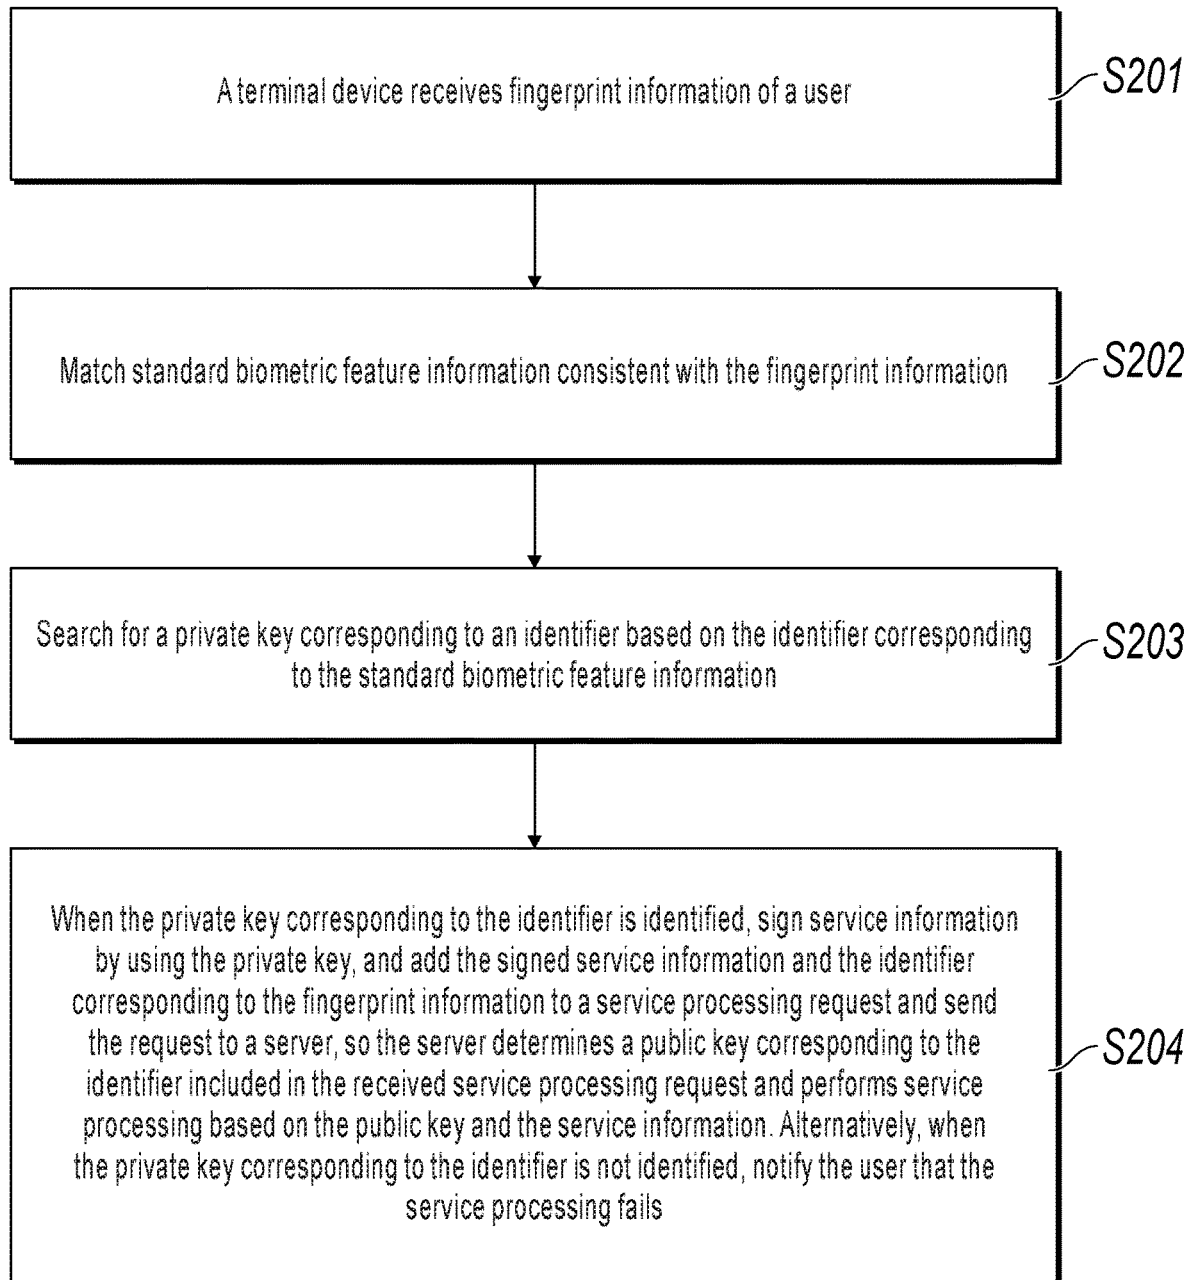 A terminal device receives fingerprint information of a user
S201
Match standard biometric feature information consistent with the fingerprint information
S202
Search for a private key corresponding to an identifier based on the identifier corresponding
to the standard biometric feature information
S203
When the private key corresponding to the identifier is identified, sign service information
by using the private key, and add the signed service information and the identifier
corresponding to the fingerprint information to a service processing request and send
the request to a server, so the server determines a public key corresponding to the
identifier included in the received service processing request and performs service
processing based on the public key and the service information. Alternatively, when
the private key corresponding to the identifier is not identified, notify the user that the
service processing fails
S204